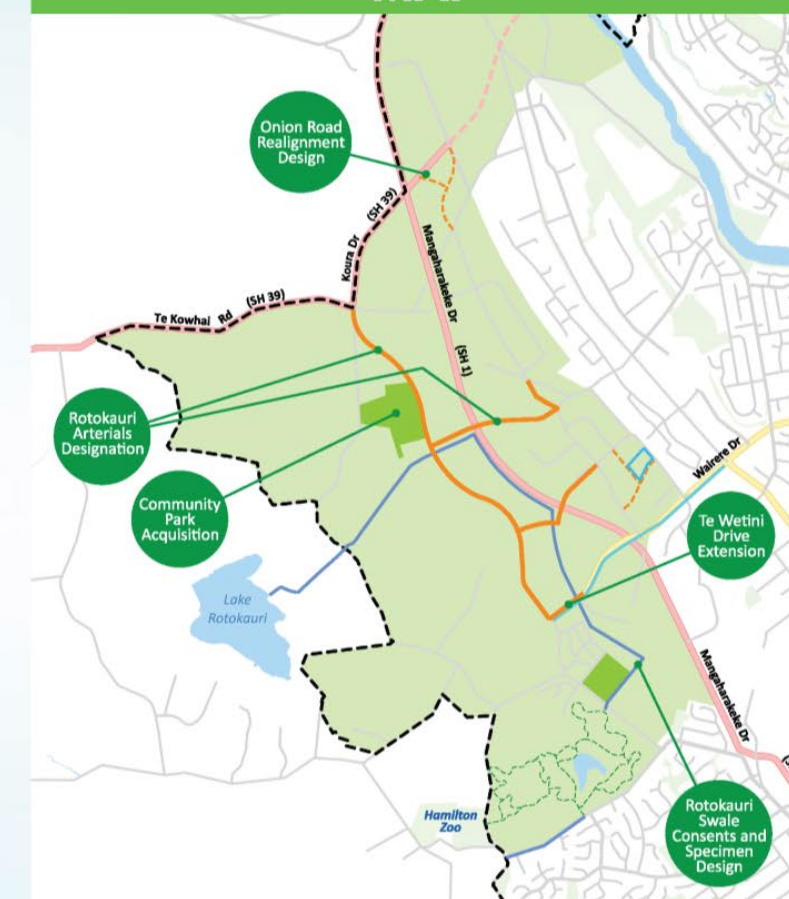 Onion Road
Realignment
Design
(SH 39)
Koura Dr
Mangaharakeke Dr
(SH 1)
Te Kowhai Rd (SH 39)
Rotokauri
Arterials
Designation
Community
Park
Acquisition
Wairere Dr
Te Wetini
Drive
Extension
Lake
Rotokauri
Mangaharakeke Dr
Hamilton
Zoo
Rotokauri
Swale
Consents and
Specimen
Design